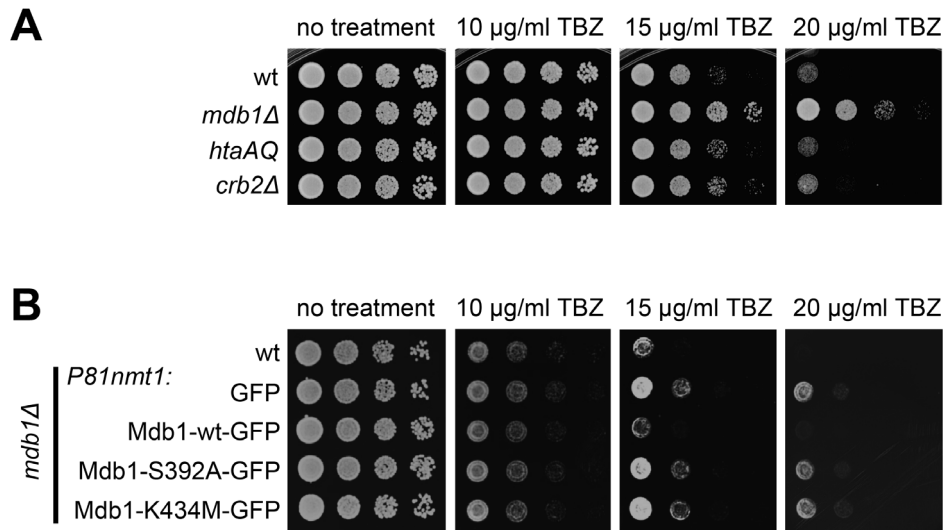 A
no treatment 10 µg/ml TBZ 15 µg/ml TBZ 20 µg/ml TBZ
wt
mdb1Δ
htaAQ
crb2Δ
B
no treatment 10 µg/ml TBZ 15 µg/ml TBZ 20 µg/ml TBZ
wt
P81nmt1:
GFP
mdb1Δ
Mdb1-wt-GFP
Mdb1-S392A-GFP
Mdb1-K434M-GFP